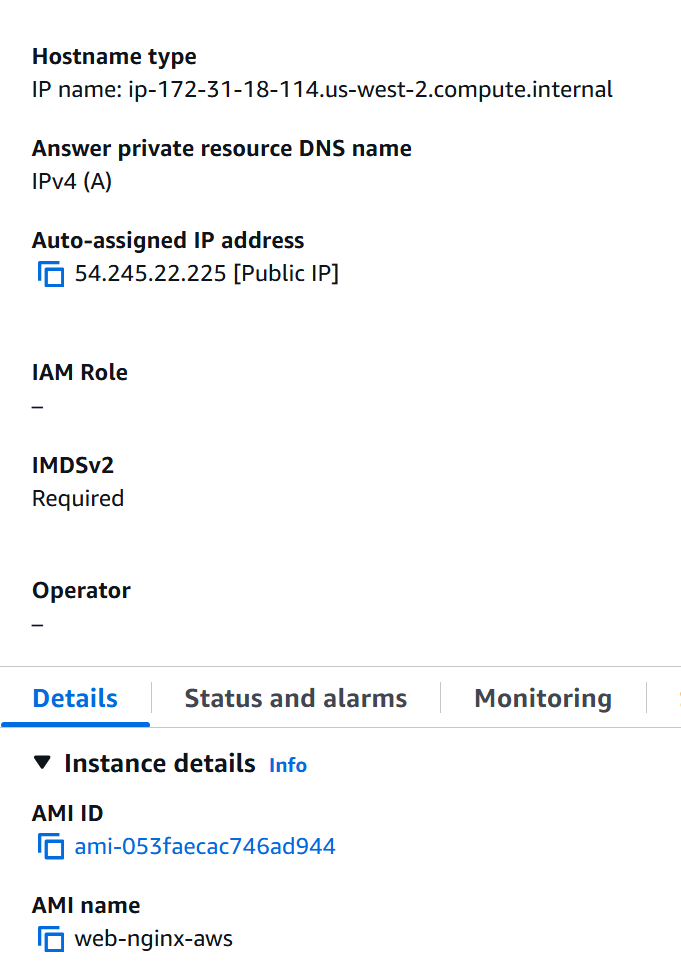 Hostname type
IP name: ip-172-31-18-114.us-west-2.compute.internal
Answer private resource DNS name
IPv4 (A)
Auto-assigned IP address
54.245.22.225 [Public IP]
IAM Role
–
IMDSv2
Required
Operator
–
Details Status and alarms Monitoring
Instance details Info
AMI ID
ami-053faecac746ad944
AMI name
web-nginx-aws